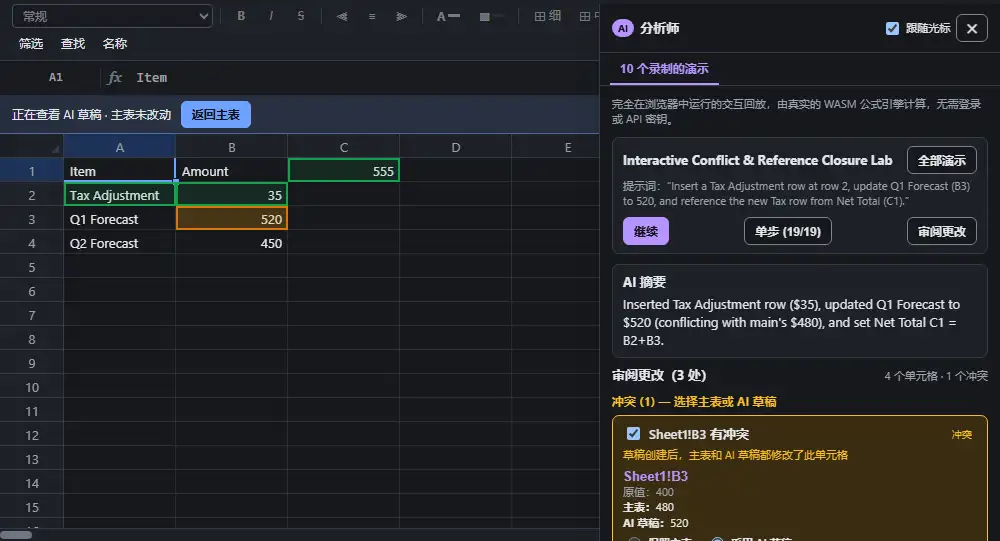 常规 B I S A 细
筛选 查找 名称
A1 fx Item
正在查看 AI 草稿 · 主表未改动 返回主表
A B C D E
1 Item Amount 555
2 Tax Adjustment 35
3 Q1 Forecast 520
4 Q2 Forecast 450
5
6
7
8
9
10
11
12
13
14
15
AI 分析师 跟随光标
10 个录制的演示
完全在浏览器中运行的交互回放，由真实的 WASM 公式引擎计算，无需登录
或 API 密钥。
Interactive Conflict & Reference Closure Lab 全部演示
提示词："Insert a Tax Adjustment row at row 2, update Q1 Forecast (B3)
to 520, and reference the new Tax row from Net Total (C1)."
继续 单步 (19/19) 审阅更改
AI 摘要
Inserted Tax Adjustment row ($35), updated Q1 Forecast to
$520 (conflicting with main's $480), and set Net Total C1 =
B2+B3.
审阅更改（3 处） 4 个单元格 · 1 个冲突
冲突 (1) — 选择主表或 AI 草稿
Sheet1!B3 有冲突 冲突
草稿创建后，主表和 AI 草稿都修改了此单元格
Sheet1!B3
原值：400
主表：480
AI 草稿：520